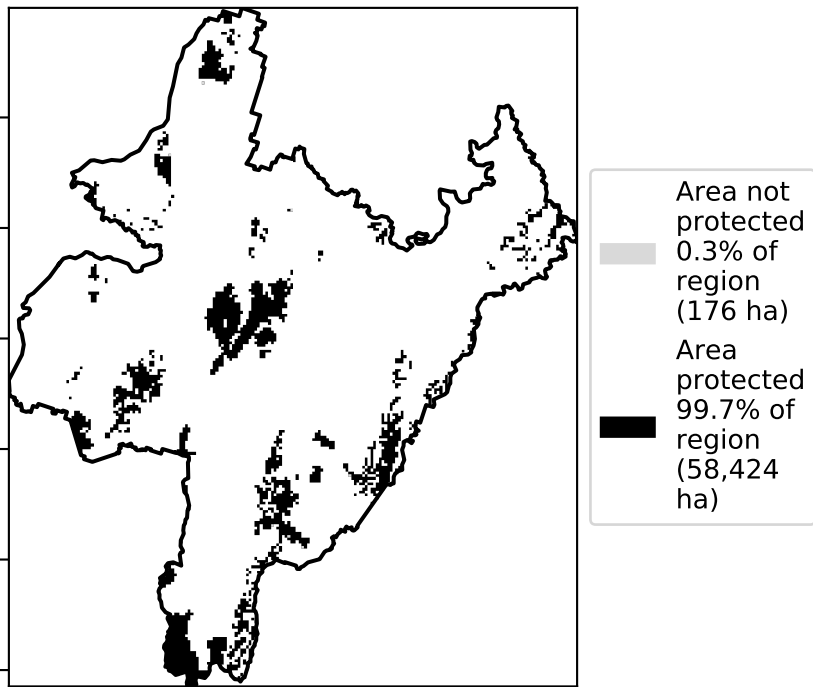 Area not
protected
0.3% of
region
(176 ha)
Area
protected
99.7% of
region
(58,424
ha)